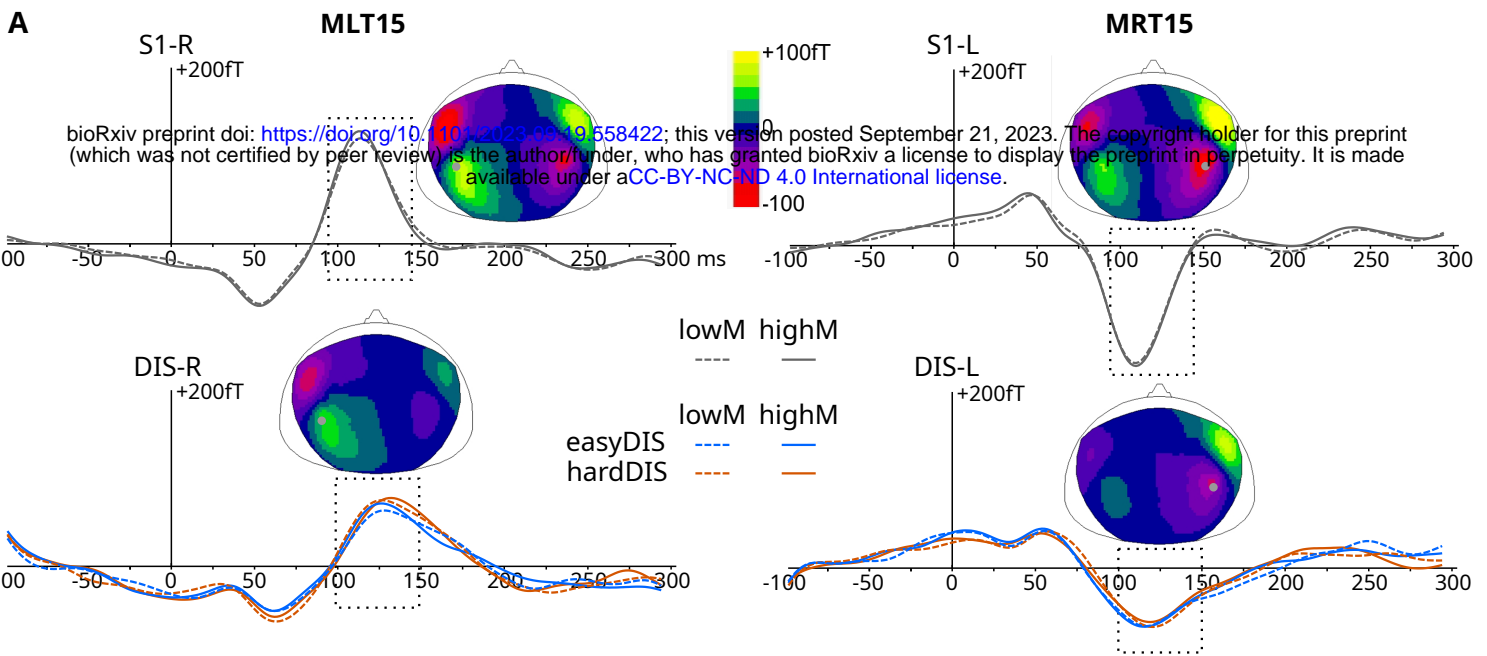 A
MLT15
MRT15
S1-R
S1-L
+200fT
+100fT
+200fT
0
-100
bioRxiv preprint doi: https://doi.org/10.1101/2023.09.19.558422; this version posted September 21, 2023. The copyright holder for this preprint
(which was not certified by peer review) is the author/funder, who has granted bioRxiv a license to display the preprint in perpetuity. It is made
available under aCC-BY-NC-ND 4.0 International license.
00 -50 0 50 100 150 200 250 300 ms
-100 -50 0 50 100 150 200 250 300
lowM highM
DIS-R
DIS-L
+200fT
+200fT
lowM highM
easyDIS
hardDIS
00 -50 0 50 100 150 200 250 300
-100 -50 0 50 100 150 200 250 300